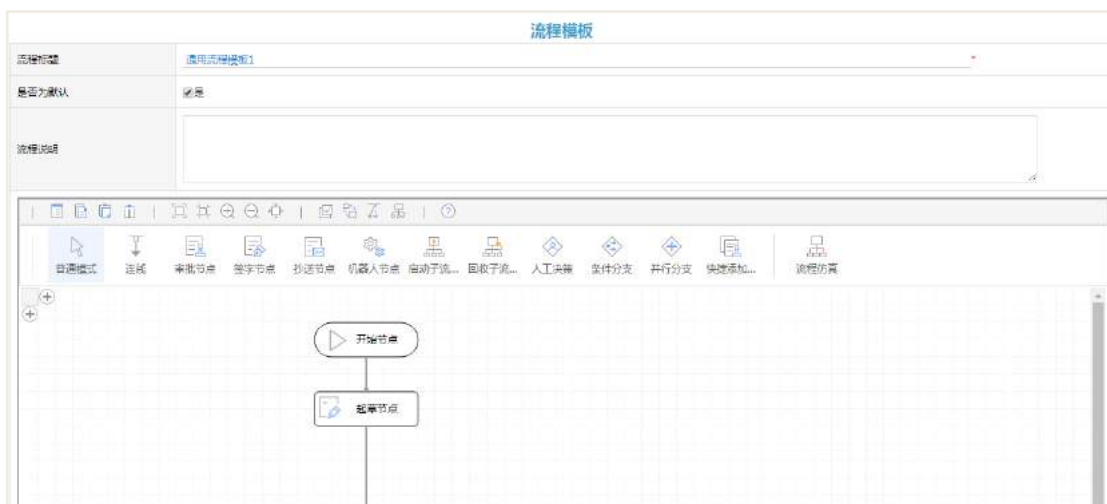 流程模板
流程标题
通用流程模板1
*
是否为默认
是
流程说明
普通模式 连线 审批节点 签字节点 抄送节点 机器人节点 启动子流... 回收子流... 人工决策 条件分支 并行分支 快速添加... 流程仿真
开始节点
起草节点